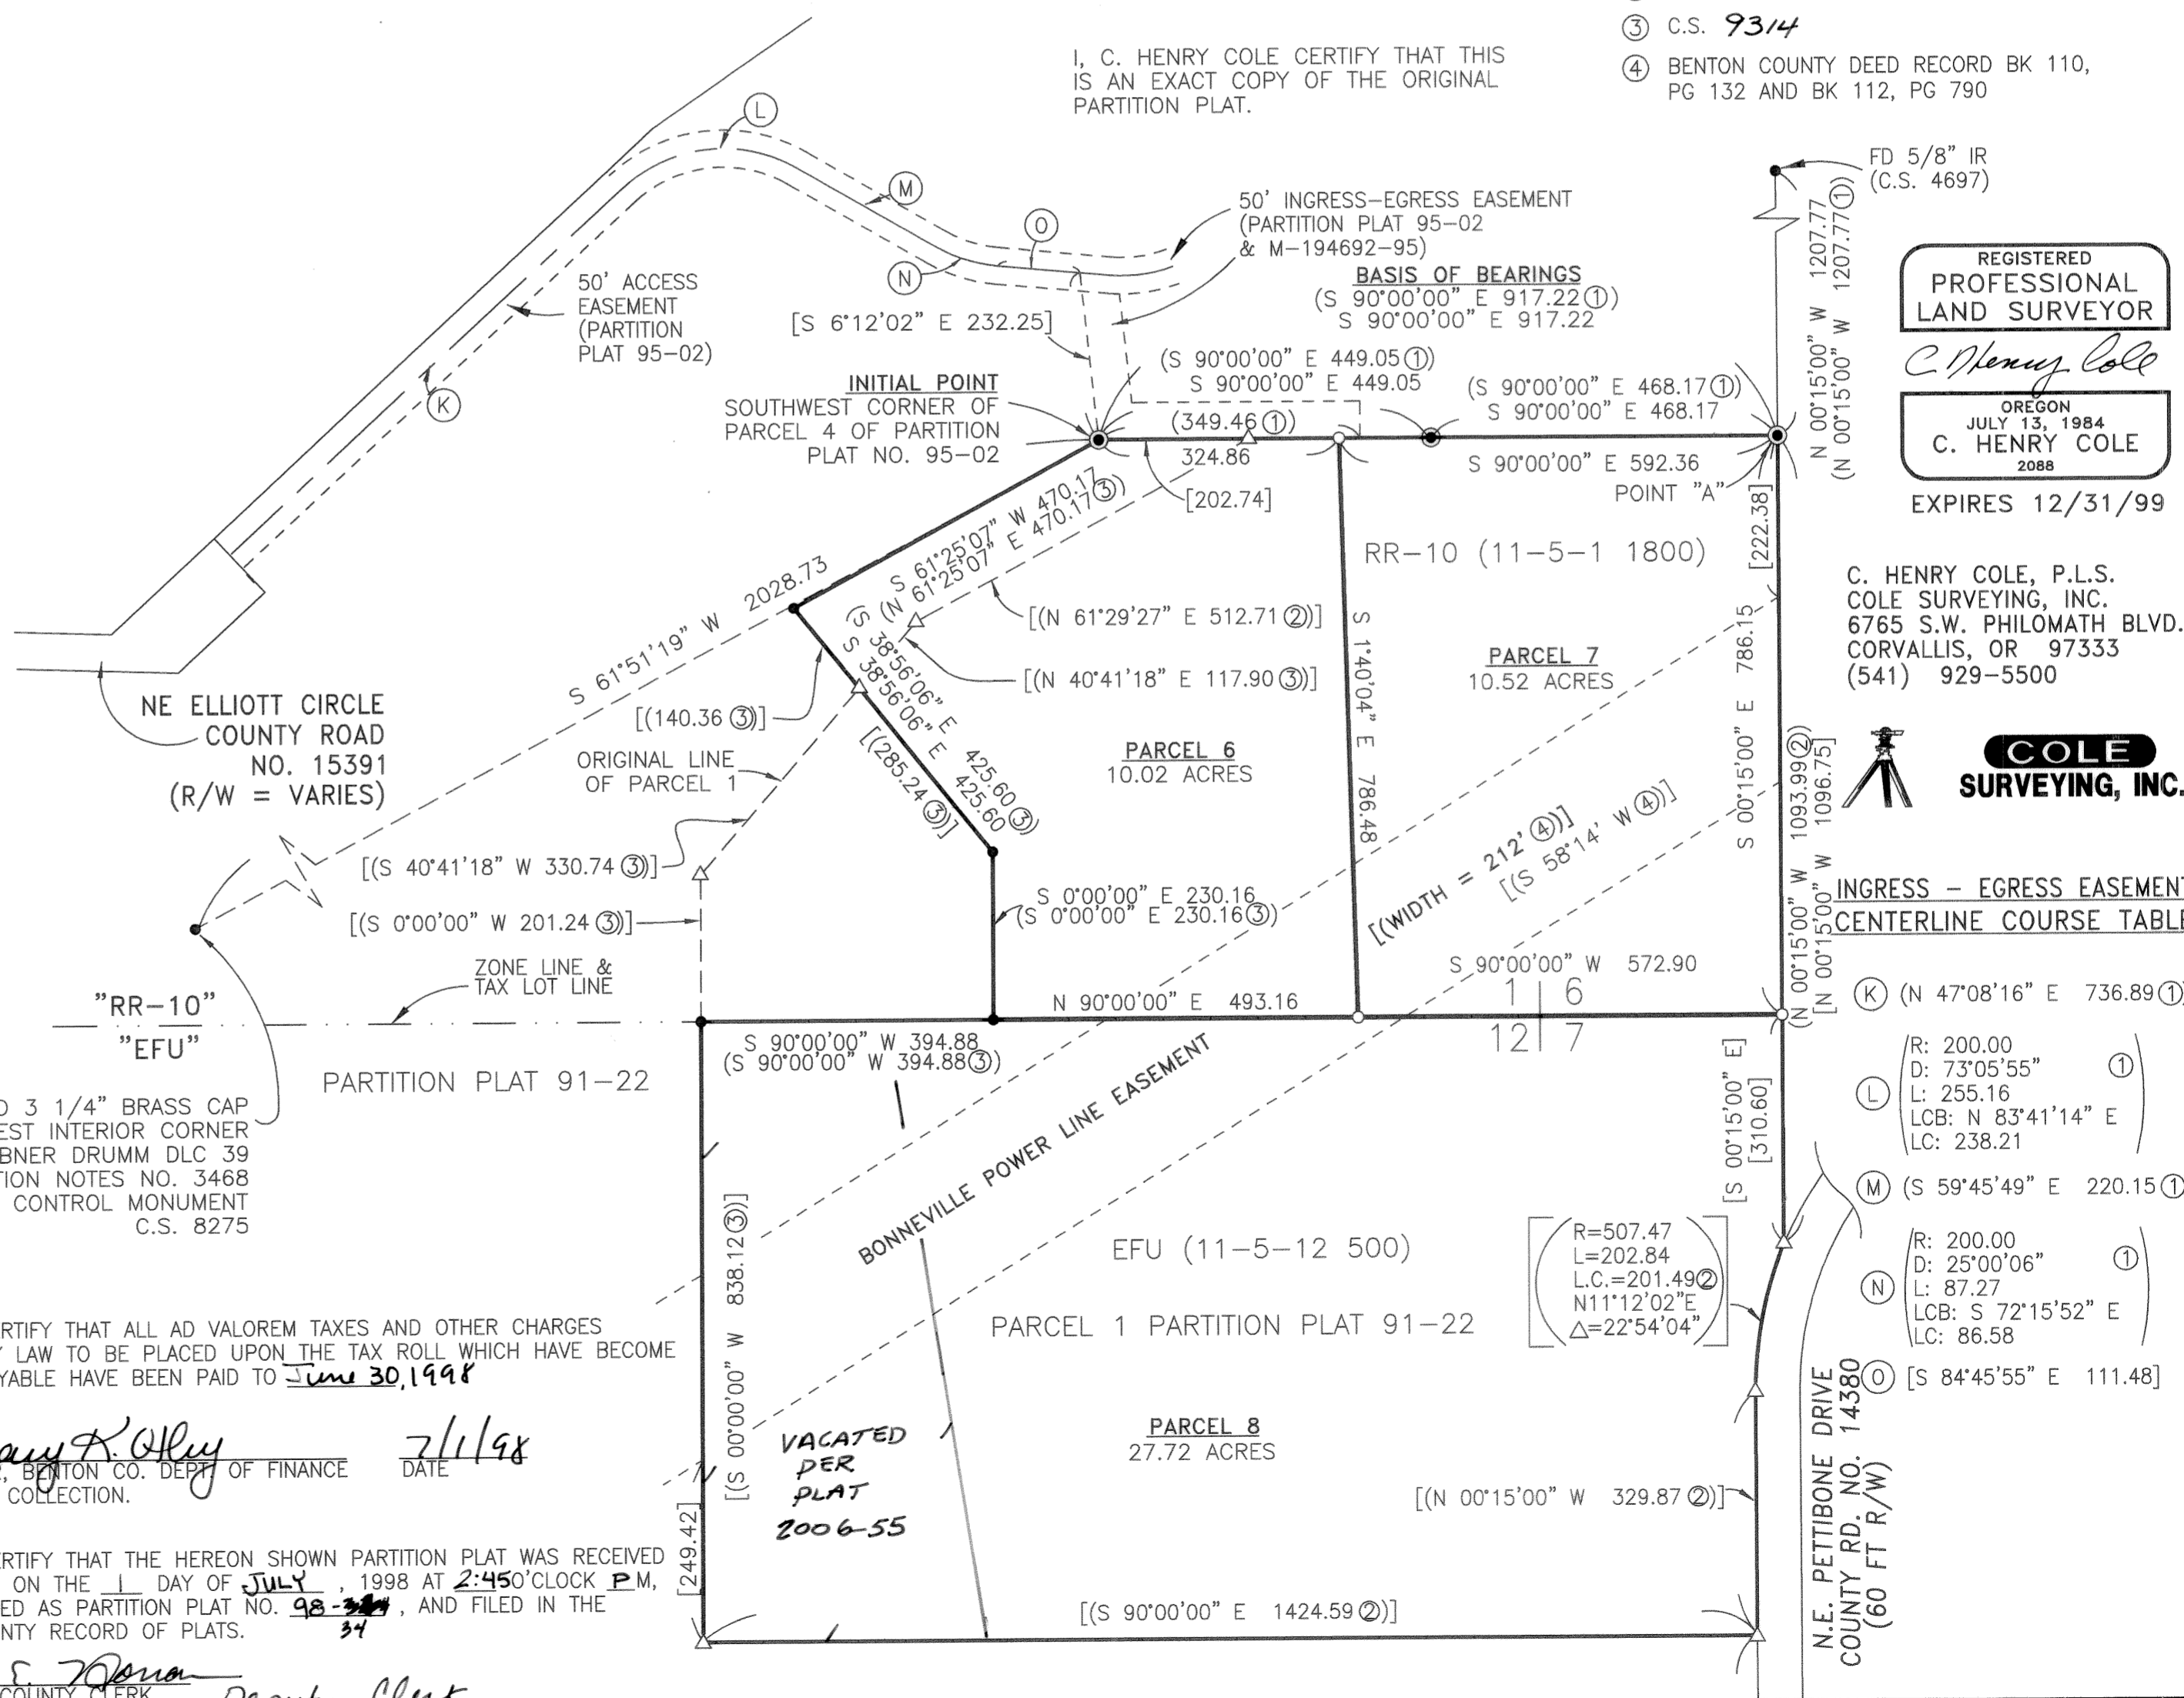 ③ C.S. 9314
④ BENTON COUNTY DEED RECORD BK 110,
PG 132 AND BK 112, PG 790
I, C. HENRY COLE CERTIFY THAT THIS
IS AN EXACT COPY OF THE ORIGINAL
PARTITION PLAT.
L
M
O
N
K
50' ACCESS
EASEMENT
(PARTITION
PLAT 95-02)
50' INGRESS-EGRESS EASEMENT
(PARTITION PLAT 95-02
& M-194692-95)
FD 5/8" IR
(C.S. 4697)
N 00°15'00" W 1207.77
(N 00°15'00" W 1207.77①)
BASIS OF BEARINGS
(S 90°00'00" E 917.22①)
S 90°00'00" E 917.22
[S 6°12'02" E 232.25]
(S 90°00'00" E 449.05①)
S 90°00'00" E 449.05
(S 90°00'00" E 468.17①)
S 90°00'00" E 468.17
INITIAL POINT
SOUTHWEST CORNER OF
PARCEL 4 OF PARTITION
PLAT NO. 95-02
(349.46①)
324.86
[202.74]
S 90°00'00" E 592.36
POINT "A"
[222.38]
REGISTERED
PROFESSIONAL
LAND SURVEYOR
C Henry Cole
OREGON
JULY 13, 1984
C. HENRY COLE
2088
EXPIRES 12/31/99
C. HENRY COLE, P.L.S.
COLE SURVEYING, INC.
6765 S.W. PHILOMATH BLVD.
CORVALLIS, OR 97333
(541) 929-5500
COLE
SURVEYING, INC.
S 61°25'07" W 470.17
(N 61°25'07" E 470.17③)
S 61°51'19" W 2028.73
RR-10 (11-5-1 1800)
[(N 61°29'27" E 512.71②)]
[(N 40°41'18" E 117.90③)]
(S 38°56'06" E 425.60③)
S 38°56'06" E 425.60
[(140.36③)]
[(285.24③)]
S 1°40'04" E 786.48
PARCEL 7
10.52 ACRES
S 00°15'00" E 786.15
PARCEL 6
10.02 ACRES
NE ELLIOTT CIRCLE
COUNTY ROAD
NO. 15391
(R/W = VARIES)
ORIGINAL LINE
OF PARCEL 1
[(S 40°41'18" W 330.74③)]
[(S 0°00'00" W 201.24③)]
S 0°00'00" E 230.16
(S 0°00'00" E 230.16③)
[(WIDTH = 212'④)]
[(S 58°14' W④)]
(N 00°15'00" W 1093.99②)
[N 00°15'00" W 1096.75]
ZONE LINE &
TAX LOT LINE
"RR-10"
"EFU"
S 90°00'00" W 572.90
N 90°00'00" E 493.16
1 6
12 7
S 90°00'00" W 394.88
(S 90°00'00" W 394.88③)
PARTITION PLAT 91-22
3 1/4" BRASS CAP
INTERIOR CORNER
DRUMM DLC 39
NOTES NO. 3468
CONTROL MONUMENT
C.S. 8275
BONNEVILLE POWER LINE EASEMENT
[S 00°15'00" E]
[310.60]
[(S 00°00'00" W 838.12③)]
[249.42]
EFU (11-5-12 500)
PARCEL 1 PARTITION PLAT 91-22
R=507.47
L=202.84
L.C.=201.49②
N11°12'02"E
△=22°54'04"
PARCEL 8
27.72 ACRES
VACATED
PER
PLAT
2006-55
[(N 00°15'00" W 329.87②)]
[(S 90°00'00" E 1424.59②)]
N.E. PETTIBONE DRIVE
COUNTY RD. NO. 14380
(60 FT R/W)
INGRESS - EGRESS EASEMENT
CENTERLINE COURSE TABLE
K (N 47°08'16" E 736.89①)
L
R: 200.00
D: 73°05'55" ①
L: 255.16
LCB: N 83°41'14" E
LC: 238.21
M (S 59°45'49" E 220.15①
N
R: 200.00
D: 25°00'06" ①
L: 87.27
LCB: S 72°15'52" E
LC: 86.58
O [S 84°45'55" E 111.48]
THAT ALL AD VALOREM TAXES AND OTHER CHARGES
LAW TO BE PLACED UPON THE TAX ROLL WHICH HAVE BECOME
HAVE BEEN PAID TO June 30, 1998
7/1/98
BENTON CO. DEPT. OF FINANCE DATE
COLLECTION.
THAT THE HEREON SHOWN PARTITION PLAT WAS RECEIVED
ON THE 1 DAY OF JULY, 1998 AT 2:45 O'CLOCK P M,
AS PARTITION PLAT NO. 98- 34, AND FILED IN THE
RECORD OF PLATS.
COUNTY CLERK